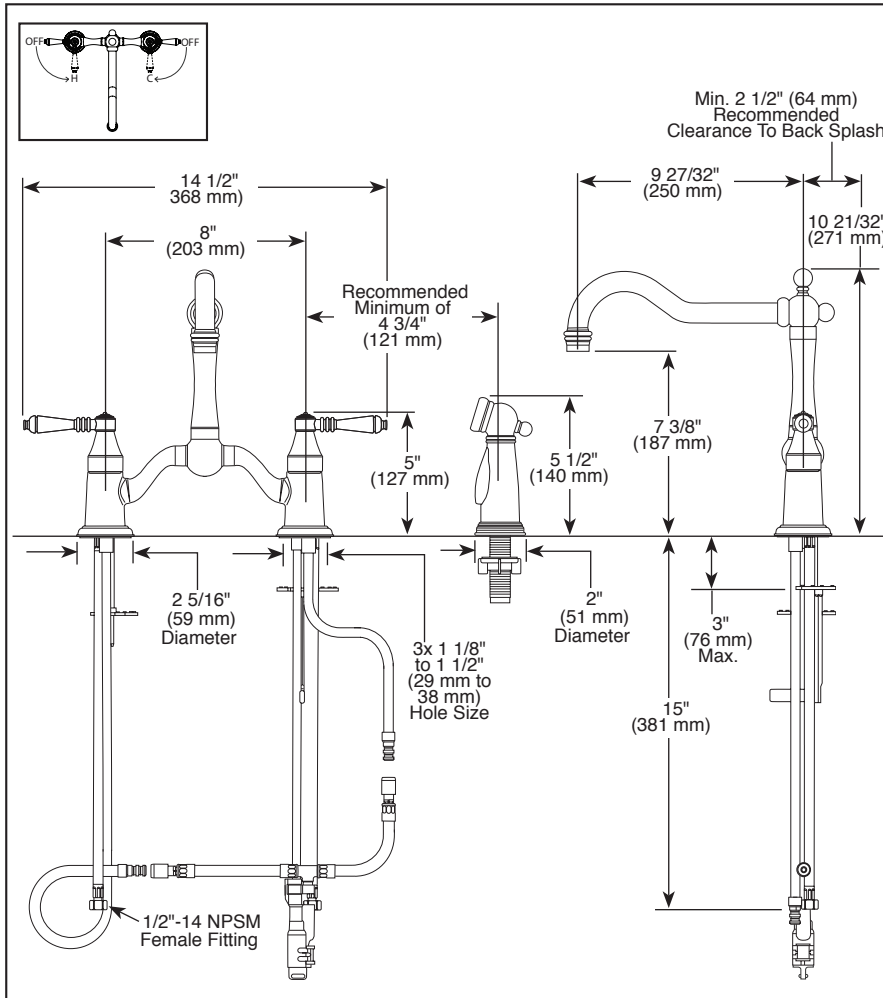 OFF
OFF
H
C
Min. 2 1/2" (64 mm)
Recommended
Clearance To Back Splash
14 1/2"
368 mm)
9 27/32"
(250 mm)
10 21/32"
(271 mm)
8"
(203 mm)
Recommended
Minimum of
4 3/4"
(121 mm)
5"
(127 mm)
5 1/2"
(140 mm)
7 3/8"
(187 mm)
2 5/16"
(59 mm)
Diameter
3x 1 1/8"
to 1 1/2"
(29 mm to
38 mm)
Hole Size
2"
(51 mm)
Diameter
3"
(76 mm)
Max.
15"
(381 mm)
1/2"-14 NPSM
Female Fitting